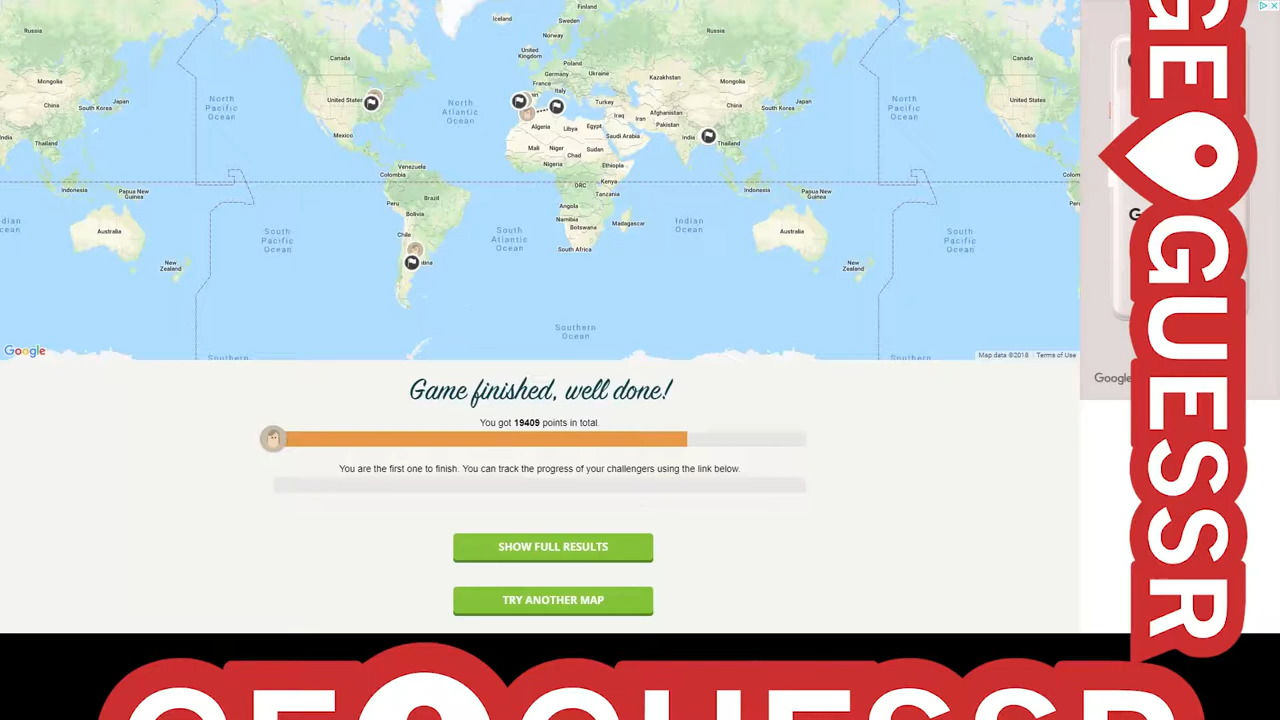 Iceland
Finland
Sweden
Norway
Russia
Russia
United
Kingdom
Canada
Canada
Poland
Germany
Ukraine
France
Kazakhstan
Mongolia
Mongolia
Italy
United States
United States
North
Pacific
Ocean
North
Atlantic
Ocean
North
Pacific
Ocean
China
South Korea
Japan
Turkey
Iraq
Iran
Afghanistan
Pakistan
China
South Korea
Japan
Algeria
Libya
Egypt
Saudi Arabia
India
Thailand
Thailand
Mexico
Mexico
Mali
Niger
Sudan
Chad
Nigeria
Ethiopia
Venezuela
Colombia
Indonesia
Papua New
Guinea
Peru
Brazil
Bolivia
DRC
Kenya
Tanzania
Indonesia
Papua New
Guinea
Angola
Namibia
Botswana
Madagascar
South Africa
Indian
Ocean
Australia
South
Pacific
Ocean
Chile
South
Atlantic
Ocean
Australia
South
Pacific
Ocean
New
Zealand
New
Zealand
Southern
Ocean
Google
Map data ©2018 Terms of Use
Google
Game finished, well done!
You got 19409 points in total.
You are the first one to finish. You can track the progress of your challengers using the link below.
SHOW FULL RESULTS
TRY ANOTHER MAP
GEOGUESSR
GEOGUESSR